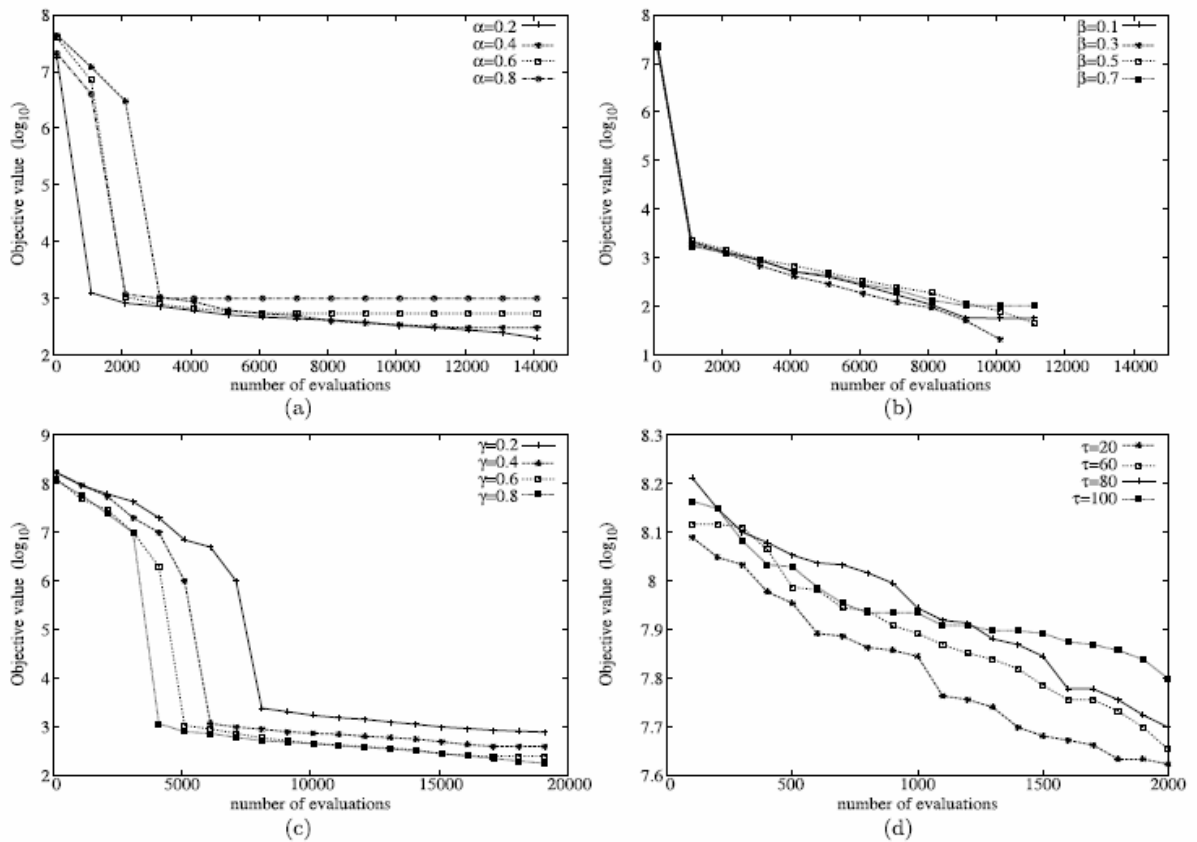 8
7
6
5
4
3
2
0 2000 4000 6000 8000 10000 12000 14000
Objective value (log10)
number of evaluations
α=0.2
α=0.4
α=0.6
α=0.8
(a)
8
7
6
5
4
3
2
1
0 2000 4000 6000 8000 10000 12000 14000
Objective value (log10)
number of evaluations
β=0.1
β=0.3
β=0.5
β=0.7
(b)
9
8
7
6
5
4
3
2
0 5000 10000 15000 20000
Objective value (log10)
number of evaluations
γ=0.2
γ=0.4
γ=0.6
γ=0.8
(c)
8.3
8.2
8.1
8
7.9
7.8
7.7
7.6
500 1000 1500 2000
Objective value (log10)
number of evaluations
τ=20
τ=60
τ=80
τ=100
(d)